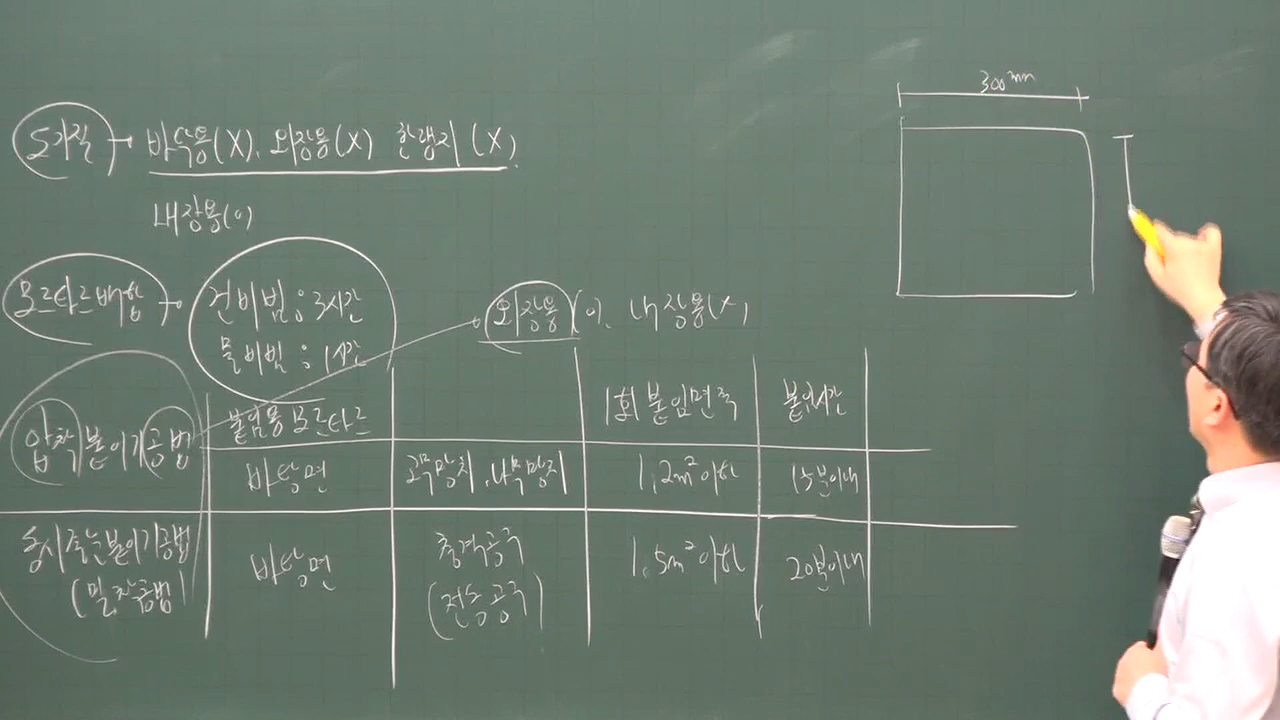 도기질 → 바닥용(X), 외장용(X) 한랭지(X)
내장용(O)
모르타르배합 → 건비빔 : 3시간
물비빔 : 1시간
외장용(O), 내장용(X)
붙임용 모르타르 1회 붙임면적 붙임시간
압착붙이기공법 바탕면 고무망치, 나무망치 1.2m² 이하 15분이내
동시줄눈붙이기공법 바탕면 충격공구 1.5m² 이하 20분이내
(밀착공법) (진동공구)
300mm